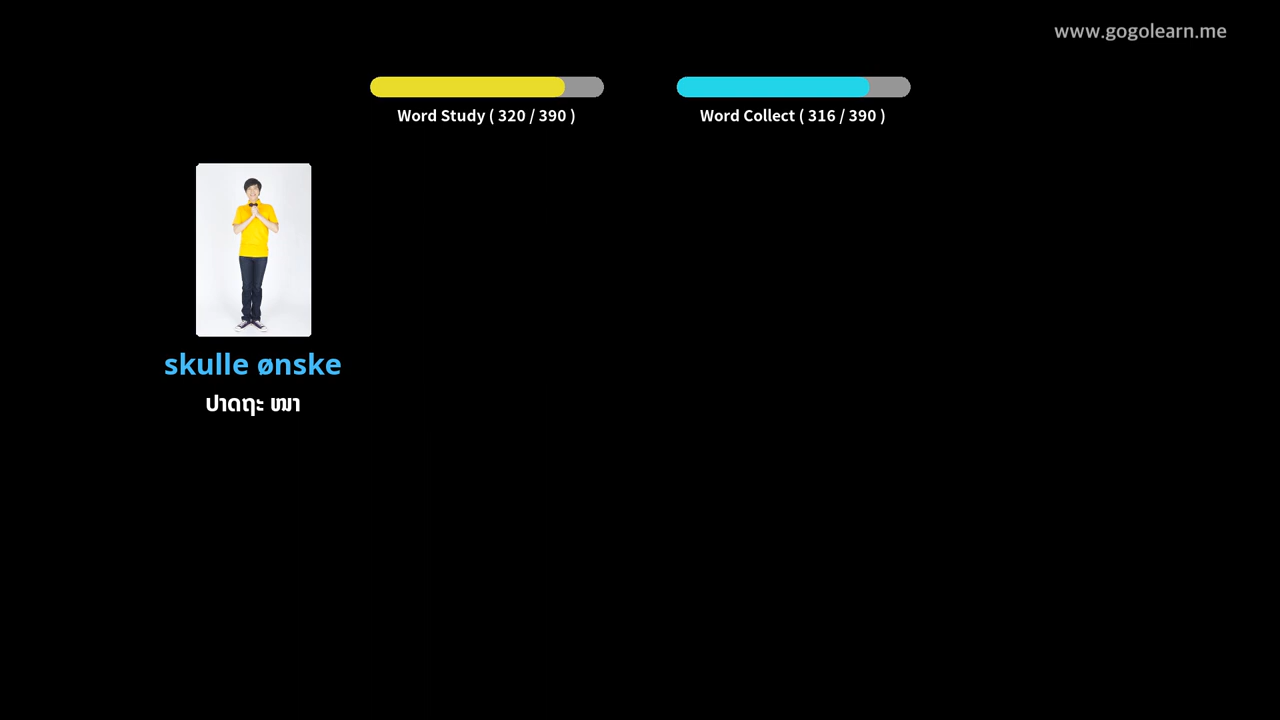 www.gogolearn.me
Word Study ( 320 / 390 )
Word Collect ( 316 / 390 )
skulle ønske
ປາດຖະ ໜາ